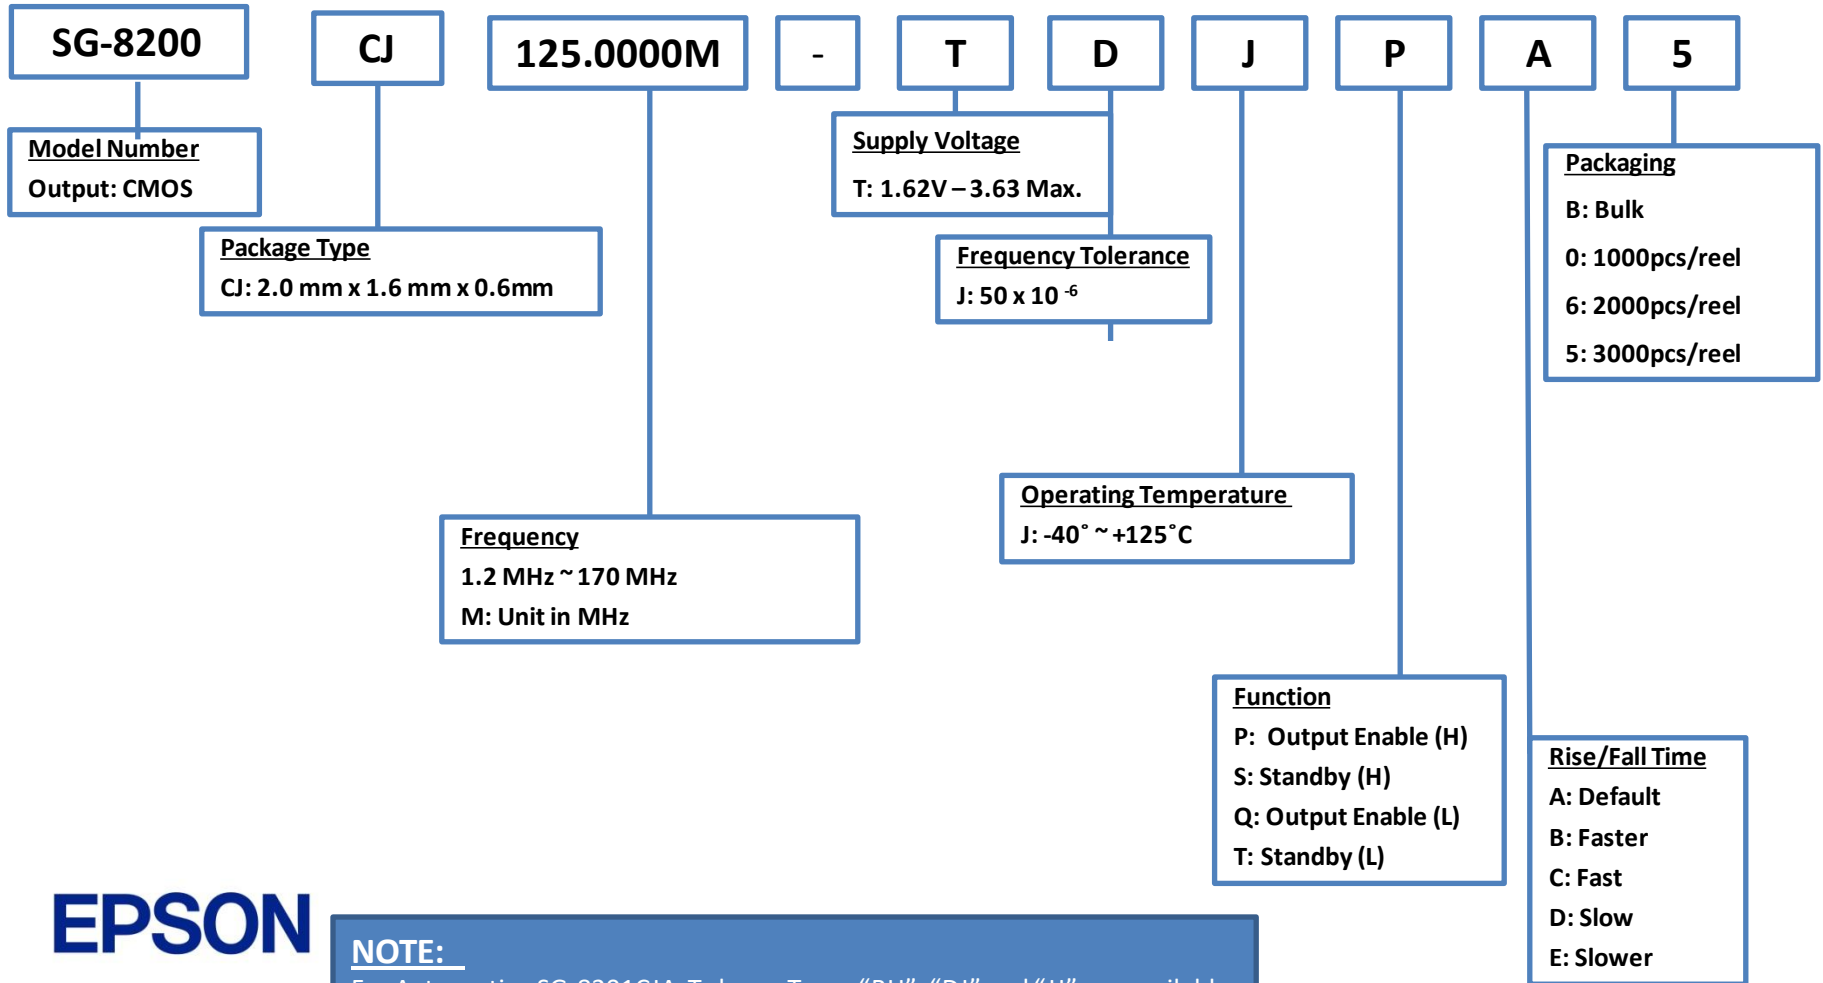 SG-8200 CJ 125.0000M - T D J P A 5
Model Number
Output: CMOS
Package Type
CJ: 2.0 mm x 1.6 mm x 0.6mm
Frequency
1.2 MHz ~ 170 MHz
M: Unit in MHz
Supply Voltage
T: 1.62V – 3.63 Max.
Frequency Tolerance
J: 50 x 10 -6
Operating Temperature
J: -40˚ ~ +125˚C
Function
P: Output Enable (H)
S: Standby (H)
Q: Output Enable (L)
T: Standby (L)
Rise/Fall Time
A: Default
B: Faster
C: Fast
D: Slow
E: Slower
Packaging
B: Bulk
0: 1000pcs/reel
6: 2000pcs/reel
5: 3000pcs/reel
EPSON
NOTE: